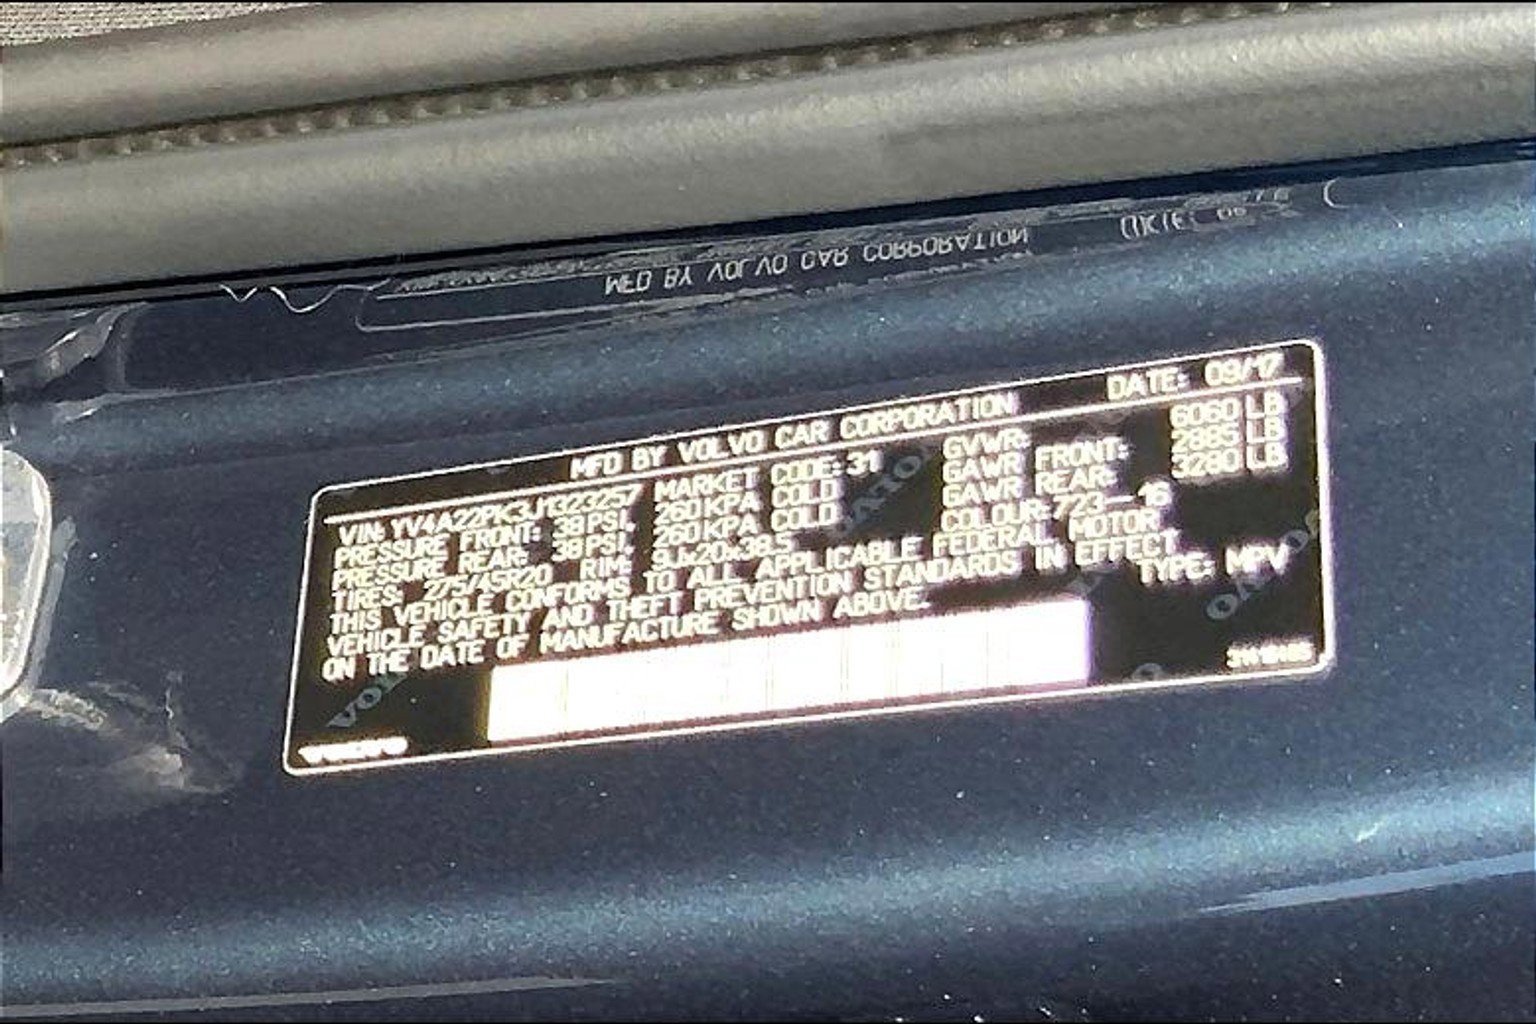 MFD BY VOLVO CAR CORPORATION
MFD BY VOLVO CAR CORPORATION DATE: 09/17
VIN: YV4A22PK3J1323257 MARKET CODE: 31 GVWR: 6060 LB
PRESSURE FRONT: 38 PSI, 260 KPA COLD GAWR FRONT: 2885 LB
PRESSURE REAR: 38 PSI, 260 KPA COLD GAWR REAR: 3280 LB
TIRES: 275/45R20 RIM: 9Jx20x38.5 COLOUR: 723-46
THIS VEHICLE CONFORMS TO ALL APPLICABLE FEDERAL MOTOR
VEHICLE SAFETY AND THEFT PREVENTION STANDARDS IN EFFECT
ON THE DATE OF MANUFACTURE SHOWN ABOVE. TYPE: MPV
VOLVO